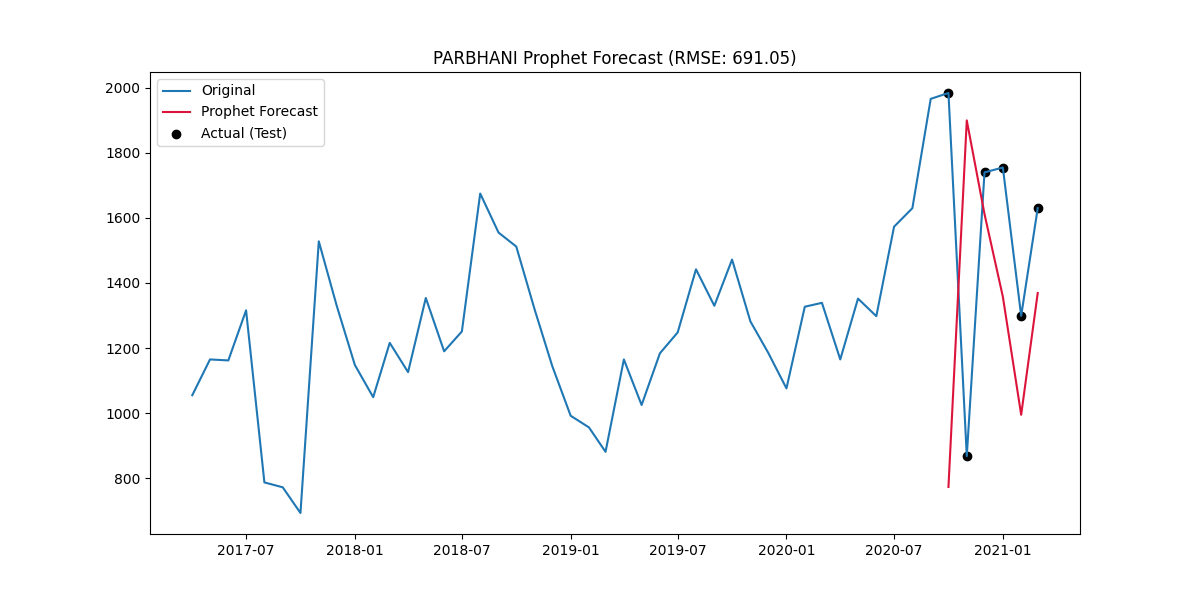 PARBHANI Prophet Forecast (RMSE: 691.05)
Original
Prophet Forecast
Actual (Test)
2000
1800
1600
1400
1200
1000
800
2017-07 2018-01 2018-07 2019-01 2019-07 2020-01 2020-07 2021-01